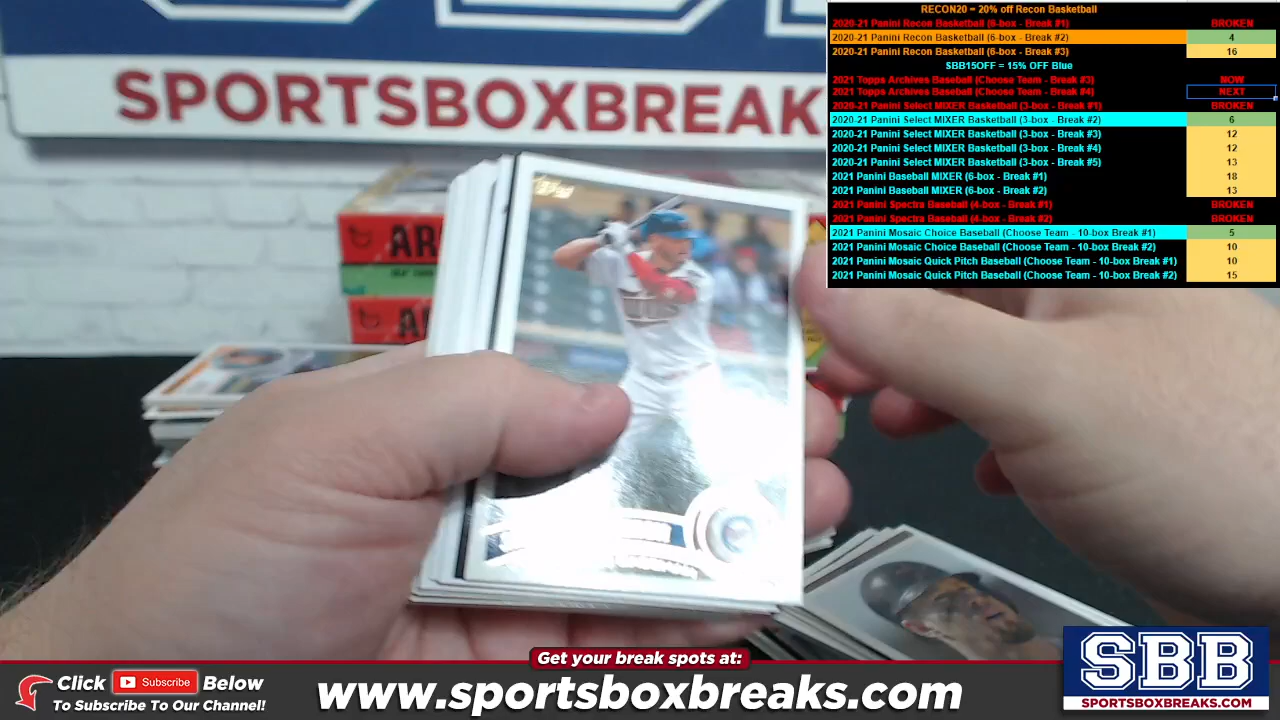 SPORTSBOXBREAKS
RECON20 = 20% off Recon Basketball
2020-21 Panini Recon Basketball (6-box - Break #1) BROKEN
2020-21 Panini Recon Basketball (6-box - Break #2) 4
2020-21 Panini Recon Basketball (6-box - Break #3) 16
SBB15OFF = 15% OFF Blue
2021 Topps Archives Baseball (Choose Team - Break #3) NOW
2021 Topps Archives Baseball (Choose Team - Break #4) NEXT
2020-21 Panini Select MIXER Basketball (3-box - Break #1) BROKEN
2020-21 Panini Select MIXER Basketball (3-box - Break #2) 6
2020-21 Panini Select MIXER Basketball (3-box - Break #3) 12
2020-21 Panini Select MIXER Basketball (3-box - Break #4) 12
2020-21 Panini Select MIXER Basketball (3-box - Break #5) 13
2021 Panini Baseball MIXER (6-box - Break #1) 18
2021 Panini Baseball MIXER (6-box - Break #2) 13
2021 Panini Spectra Baseball (4-box - Break #1) BROKEN
2021 Panini Spectra Baseball (4-box - Break #2) BROKEN
2021 Panini Mosaic Choice Baseball (Choose Team - 10-box Break #1) 5
2021 Panini Mosaic Choice Baseball (Choose Team - 10-box Break #2) 10
2021 Panini Mosaic Quick Pitch Baseball (Choose Team - 10-box Break #1) 10
2021 Panini Mosaic Quick Pitch Baseball (Choose Team - 10-box Break #2) 15
Topps
Get your break spots at:
Click Subscribe Below
To Subscribe To Our Channel!
www.sportsboxbreaks.com
SBB
SPORTSBOXBREAKS.COM